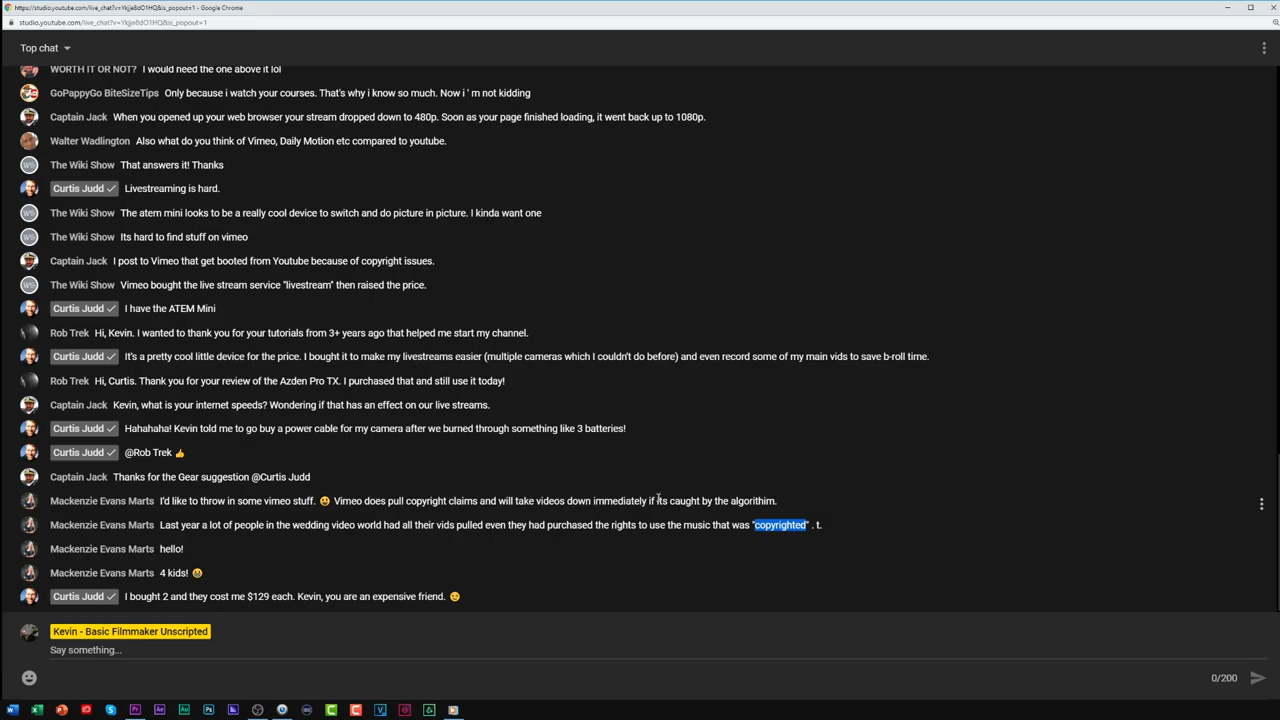 https://studio.youtube.com/live_chat?v=Ykjje8dO1HQ&is_popout=1 - Google Chrome
studio.youtube.com/live_chat?v=Ykjje8dO1HQ&is_popout=1
Top chat
WORTH IT OR NOT? I would need the one above it lol
GoPappyGo BiteSizeTips Only because i watch your courses. That's why i know so much. Now i ' m not kidding
Captain Jack When you opened up your web browser your stream dropped down to 480p. Soon as your page finished loading, it went back up to 1080p.
Walter Wadlington Also what do you think of Vimeo, Daily Motion etc compared to youtube.
The Wiki Show That answers it! Thanks
Curtis Judd Livestreaming is hard.
The Wiki Show The atem mini looks to be a really cool device to switch and do picture in picture. I kinda want one
The Wiki Show Its hard to find stuff on vimeo
Captain Jack I post to Vimeo that get booted from Youtube because of copyright issues.
The Wiki Show Vimeo bought the live stream service "livestream" then raised the price.
Curtis Judd I have the ATEM Mini
Rob Trek Hi, Kevin. I wanted to thank you for your tutorials from 3+ years ago that helped me start my channel.
Curtis Judd It's a pretty cool little device for the price. I bought it to make my livestreams easier (multiple cameras which I couldn't do before) and even record some of my main vids to save b-roll time.
Rob Trek Hi, Curtis. Thank you for your review of the Azden Pro TX. I purchased that and still use it today!
Captain Jack Kevin, what is your internet speeds? Wondering if that has an effect on our live streams.
Curtis Judd Hahahaha! Kevin told me to go buy a power cable for my camera after we burned through something like 3 batteries!
Curtis Judd @Rob Trek 👍
Captain Jack Thanks for the Gear suggestion @Curtis Judd
Mackenzie Evans Marts I'd like to throw in some vimeo stuff. 😃 Vimeo does pull copyright claims and will take videos down immediately if its caught by the algorithim.
Mackenzie Evans Marts Last year a lot of people in the wedding video world had all their vids pulled even they had purchased the rights to use the music that was "copyrighted" . t.
Mackenzie Evans Marts hello!
Mackenzie Evans Marts 4 kids! 😆
Curtis Judd I bought 2 and they cost me $129 each. Kevin, you are an expensive friend. 😉
Kevin - Basic Filmmaker Unscripted
Say something...
0/200